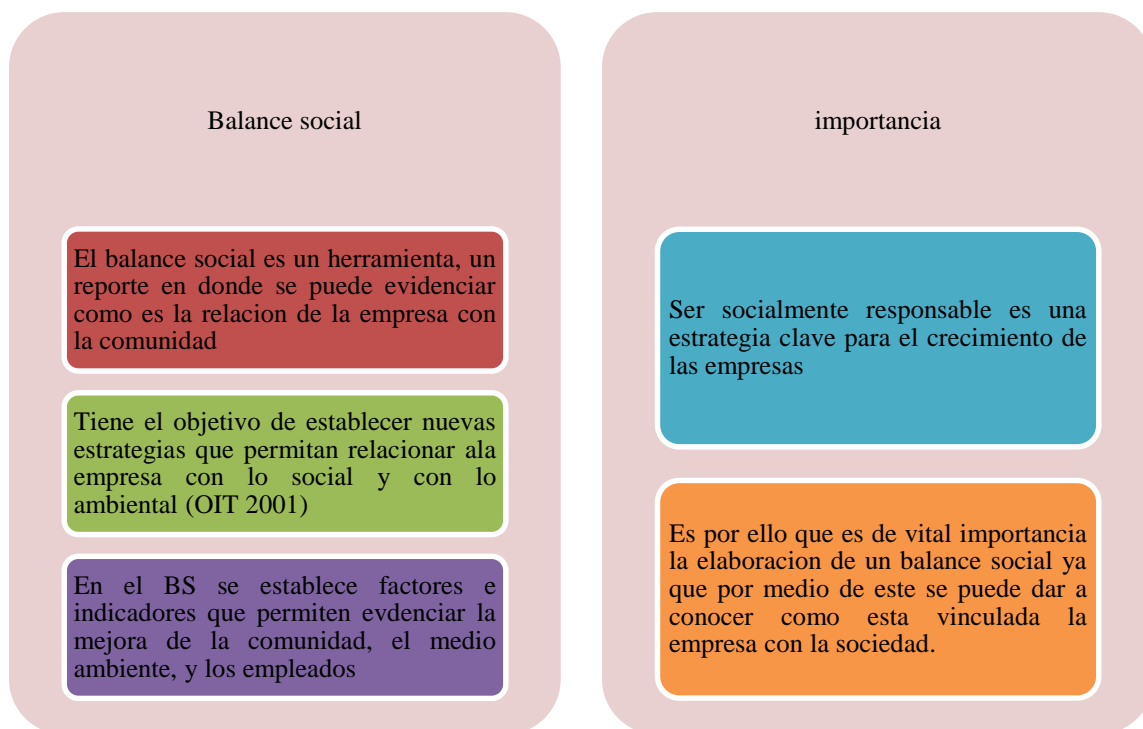 Balance social
El balance social es un herramienta, un
reporte en donde se puede evidenciar
como es la relacion de la empresa con
la comunidad
Tiene el objetivo de establecer nuevas
estrategias que permitan relacionar ala
empresa con lo social y con lo
ambiental (OIT 2001)
En el BS se establece factores e
indicadores que permiten evdenciar la
mejora de la comunidad, el medio
ambiente, y los empleados
importancia
Ser socialmente responsable es una
estrategia clave para el crecimiento de
las empresas
Es por ello que es de vital importancia
la elaboracion de un balance social ya
que por medio de este se puede dar a
conocer como esta vinculada la
empresa con la sociedad.